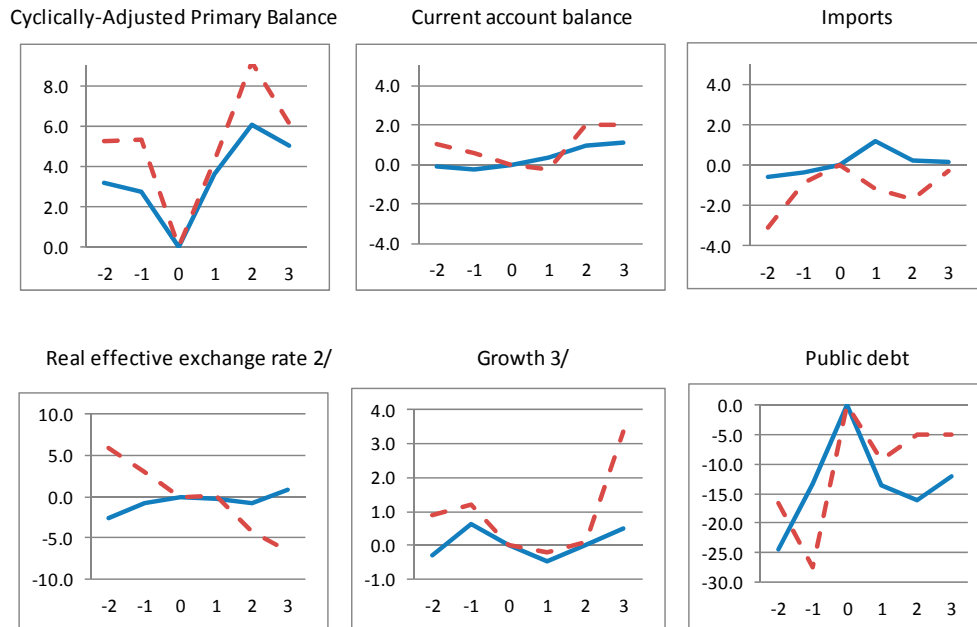 Cyclically-Adjusted Primary Balance
8.0
6.0
4.0
2.0
0.0
-2 -1 0 1 2 3
Current account balance
4.0
2.0
0.0
-2.0
-4.0
-2 -1 0 1 2 3
Imports
4.0
2.0
0.0
-2.0
-4.0
-2 -1 0 1 2 3
Real effective exchange rate 2/
10.0
5.0
0.0
-5.0
-10.0
-2 -1 0 1 2 3
Growth 3/
4.0
3.0
2.0
1.0
0.0
-1.0
-2 -1 0 1 2 3
Public debt
0.0
-5.0
-10.0
-15.0
-20.0
-25.0
-30.0
-2 -1 0 1 2 3